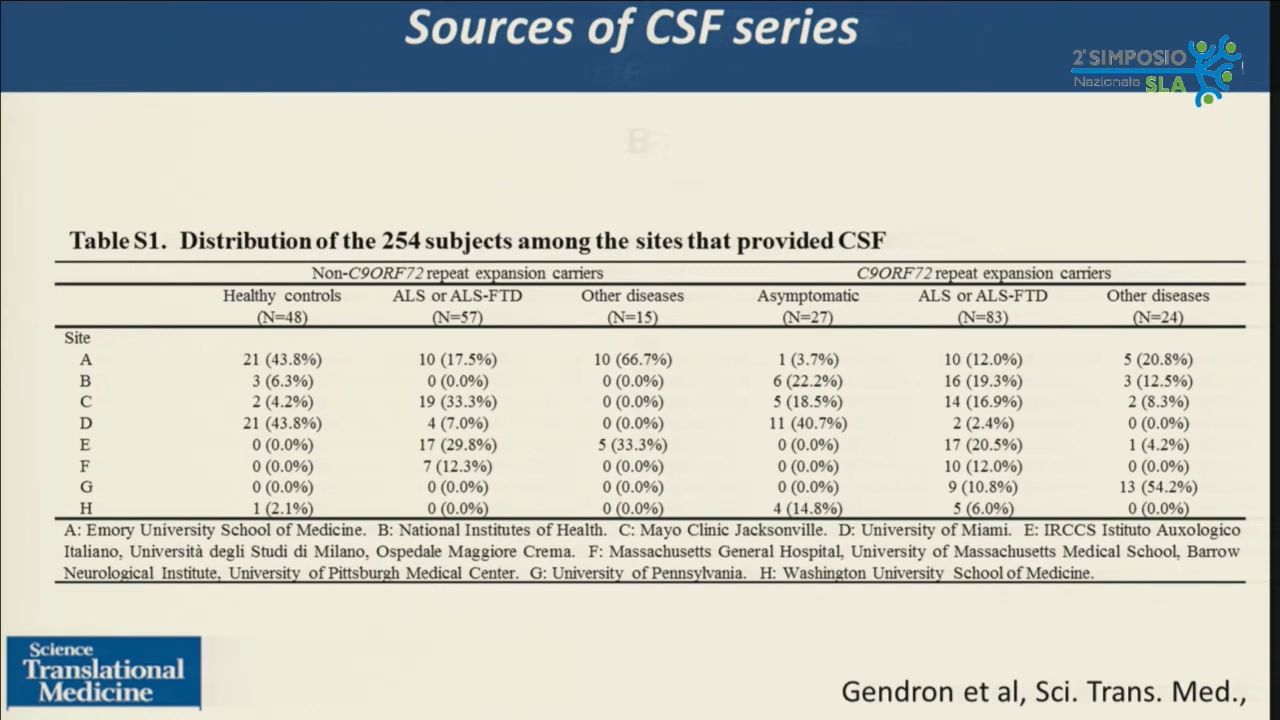 Sources of CSF series
2° SIMPOSIO
Nazionale SLA
Table S1. Distribution of the 254 subjects among the sites that provided CSF
Non-C9ORF72 repeat expansion carriers C9ORF72 repeat expansion carriers
Healthy controls ALS or ALS-FTD Other diseases Asymptomatic ALS or ALS-FTD Other diseases
(N=48) (N=57) (N=15) (N=27) (N=83) (N=24)
Site
A 21 (43.8%) 10 (17.5%) 10 (66.7%) 1 (3.7%) 10 (12.0%) 5 (20.8%)
B 3 (6.3%) 0 (0.0%) 0 (0.0%) 6 (22.2%) 16 (19.3%) 3 (12.5%)
C 2 (4.2%) 19 (33.3%) 0 (0.0%) 5 (18.5%) 14 (16.9%) 2 (8.3%)
D 21 (43.8%) 4 (7.0%) 0 (0.0%) 11 (40.7%) 2 (2.4%) 0 (0.0%)
E 0 (0.0%) 17 (29.8%) 5 (33.3%) 0 (0.0%) 17 (20.5%) 1 (4.2%)
F 0 (0.0%) 7 (12.3%) 0 (0.0%) 0 (0.0%) 10 (12.0%) 0 (0.0%)
G 0 (0.0%) 0 (0.0%) 0 (0.0%) 0 (0.0%) 9 (10.8%) 13 (54.2%)
H 1 (2.1%) 0 (0.0%) 0 (0.0%) 4 (14.8%) 5 (6.0%) 0 (0.0%)
A: Emory University School of Medicine. B: National Institutes of Health. C: Mayo Clinic Jacksonville. D: University of Miami. E: IRCCS Istituto Auxologico
Italiano, Università degli Studi di Milano, Ospedale Maggiore Crema. F: Massachusetts General Hospital, University of Massachusetts Medical School, Barrow
Neurological Institute, University of Pittsburgh Medical Center. G: University of Pennsylvania. H: Washington University School of Medicine.
Science
Translational
Medicine
Gendron et al, Sci. Trans. Med.,